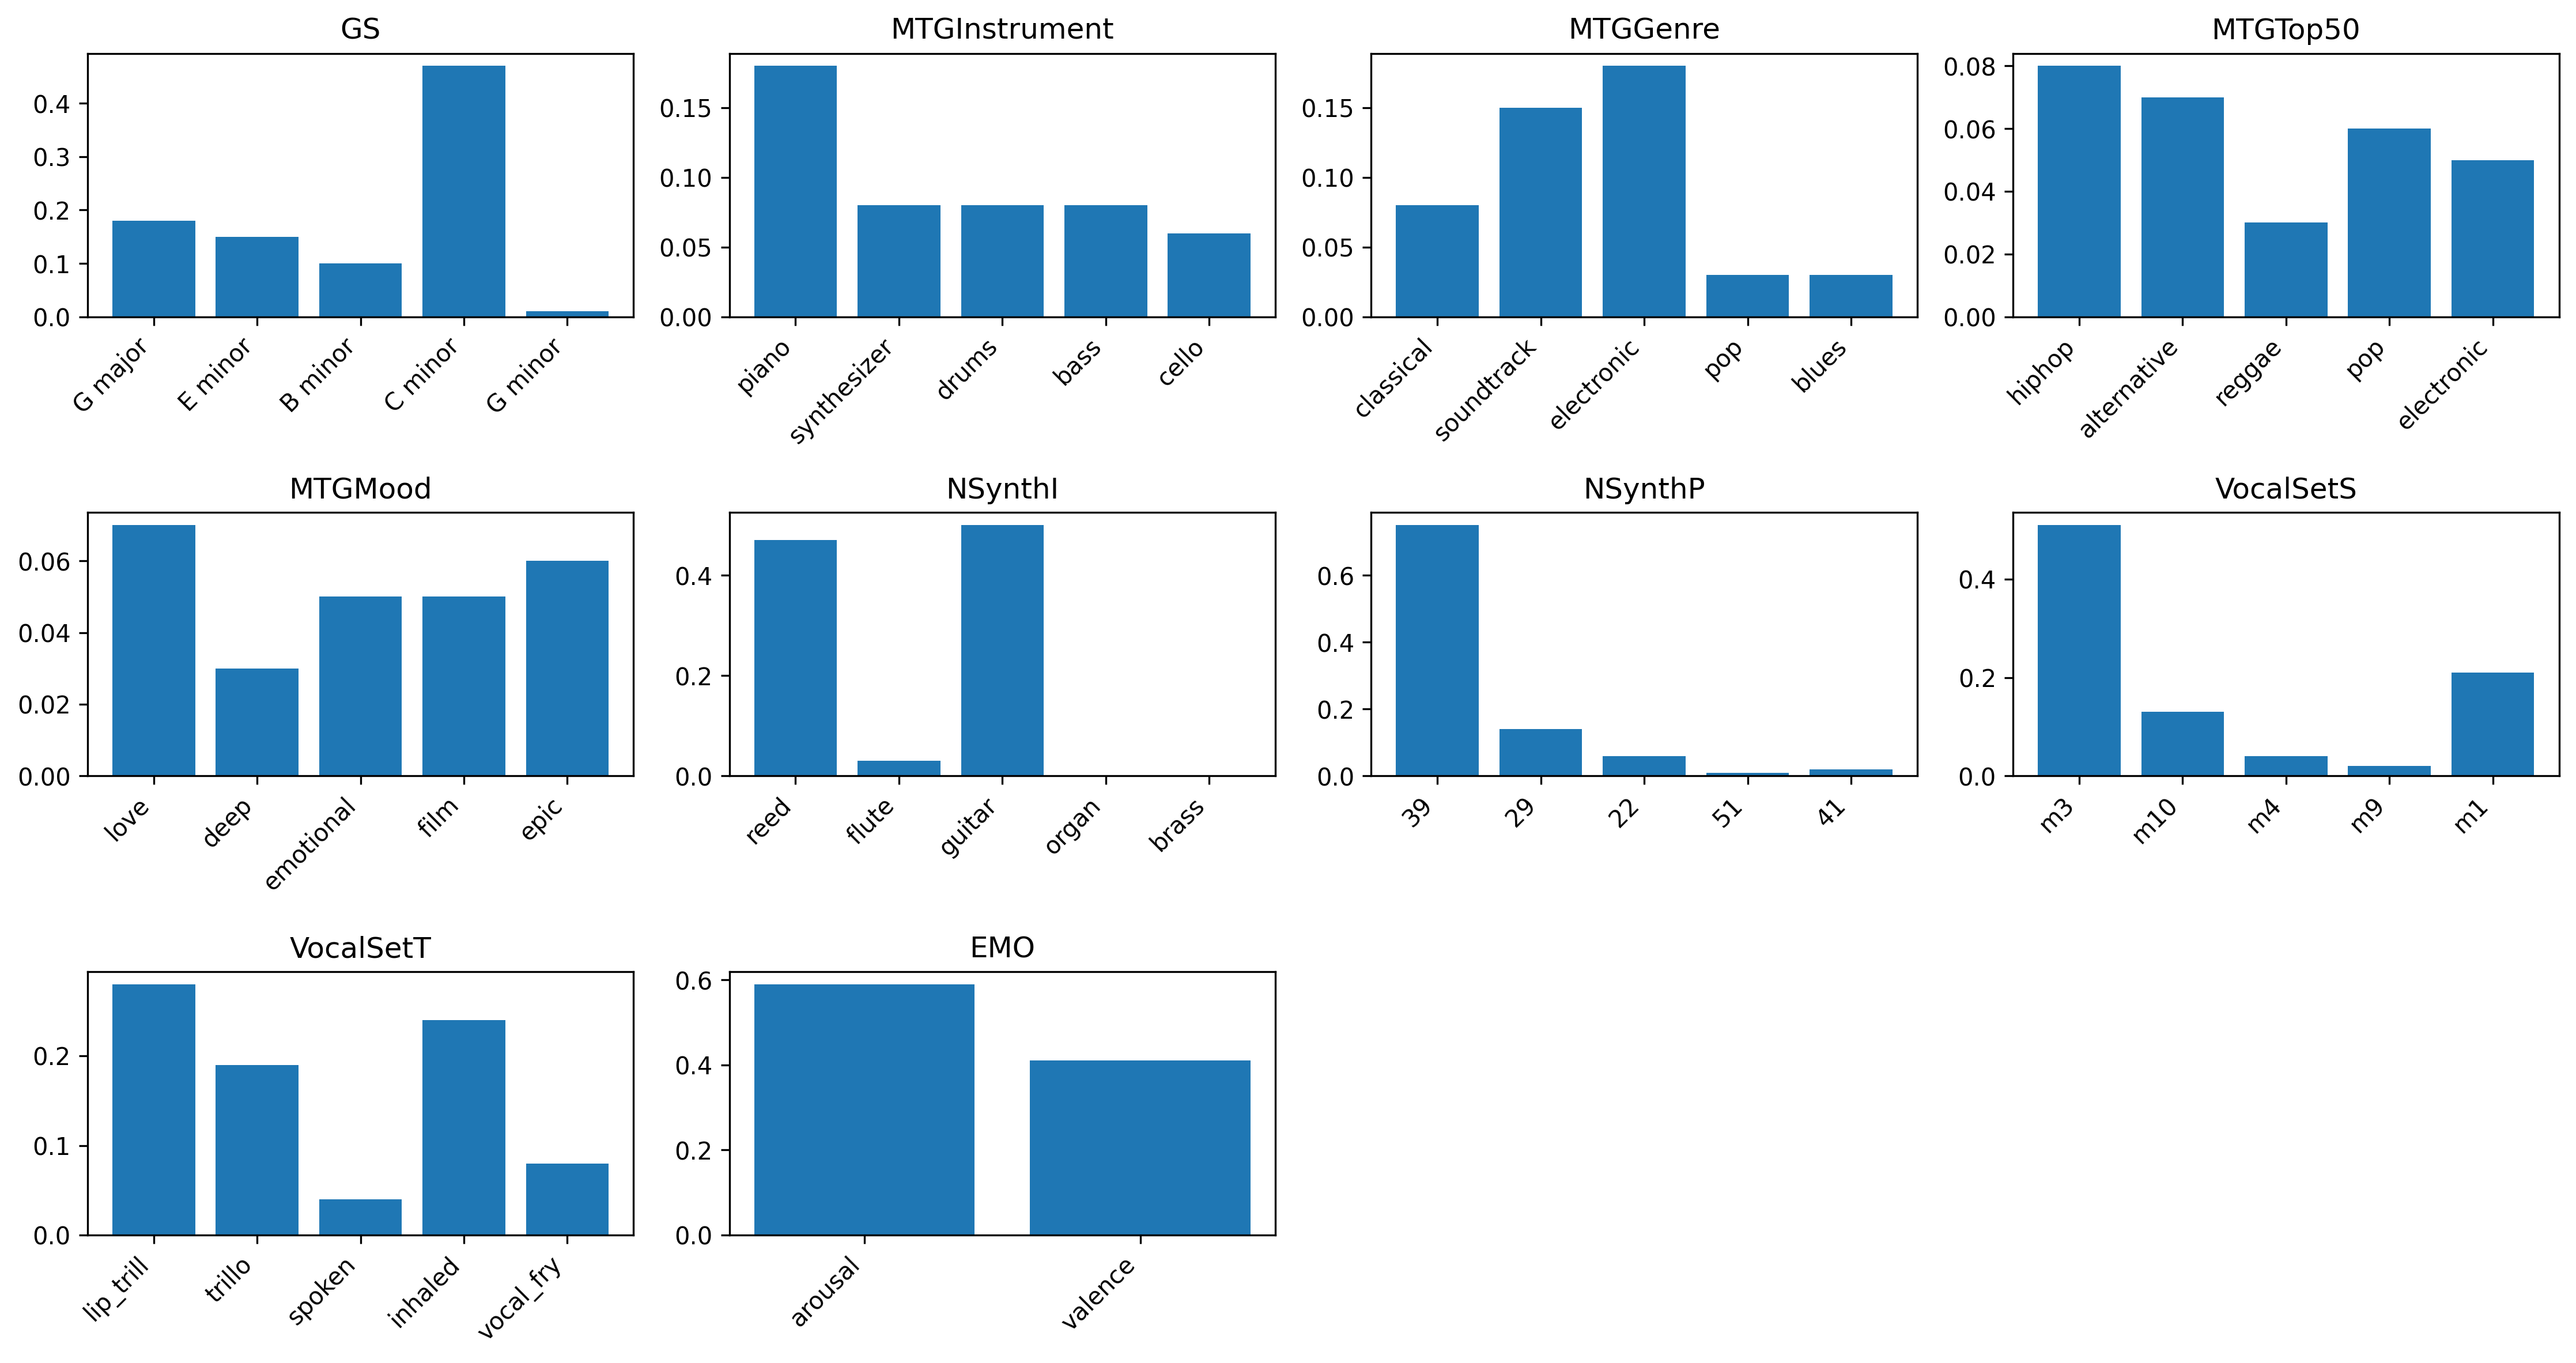 GS
0.4
0.3
0.2
0.1
0.0
G major
E minor
B minor
C minor
G minor
MTGInstrument
0.15
0.10
0.05
0.00
piano
synthesizer
drums
bass
cello
MTGGenre
0.15
0.10
0.05
0.00
classical
soundtrack
electronic
pop
blues
MTGTop50
0.08
0.06
0.04
0.02
0.00
hiphop
alternative
reggae
pop
electronic
MTGMood
0.06
0.04
0.02
0.00
love
deep
emotional
film
epic
NSynthI
0.4
0.2
0.0
reed
flute
guitar
organ
brass
NSynthP
0.6
0.4
0.2
0.0
39
29
22
51
41
VocalSetS
0.4
0.2
0.0
m3
m10
m4
m9
m1
VocalSetT
0.2
0.1
0.0
lip_trill
trillo
spoken
inhaled
vocal_fry
EMO
0.6
0.4
0.2
0.0
arousal
valence